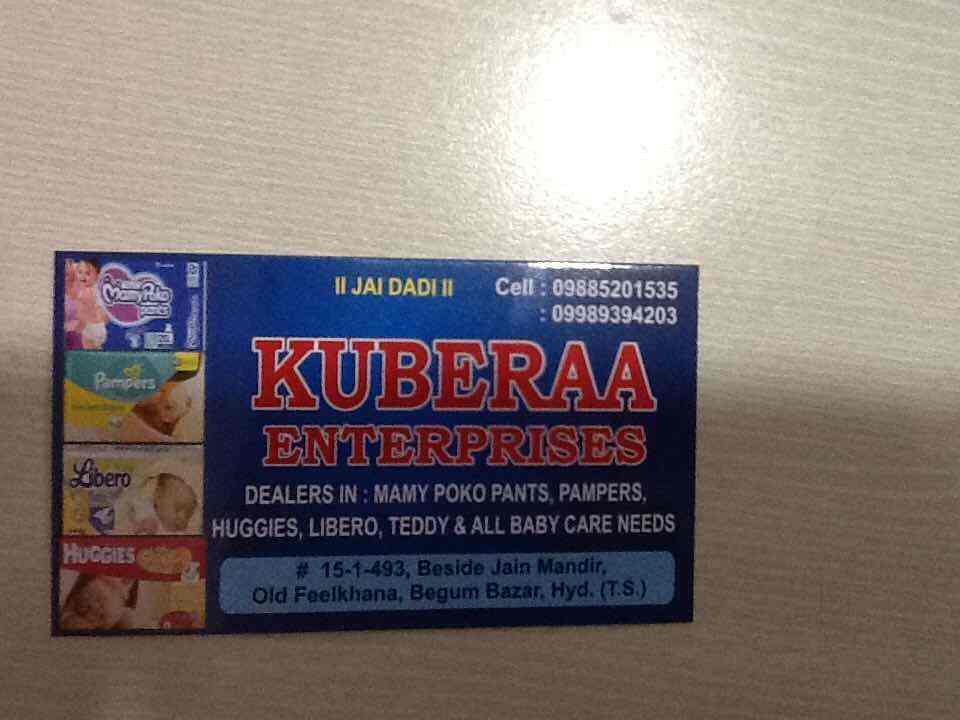 II JAI DADI II
Cell : 09885201535
: 09989394203
KUBERAA
ENTERPRISES
DEALERS IN : MAMY POKO PANTS, PAMPERS,
HUGGIES, LIBERO, TEDDY & ALL BABY CARE NEEDS
# 15-1-493, Beside Jain Mandir,
Old Feelkhana, Begum Bazar, Hyd. (T.S.)
MamyPoko
pants
Pampers
Libero
HUGGIES